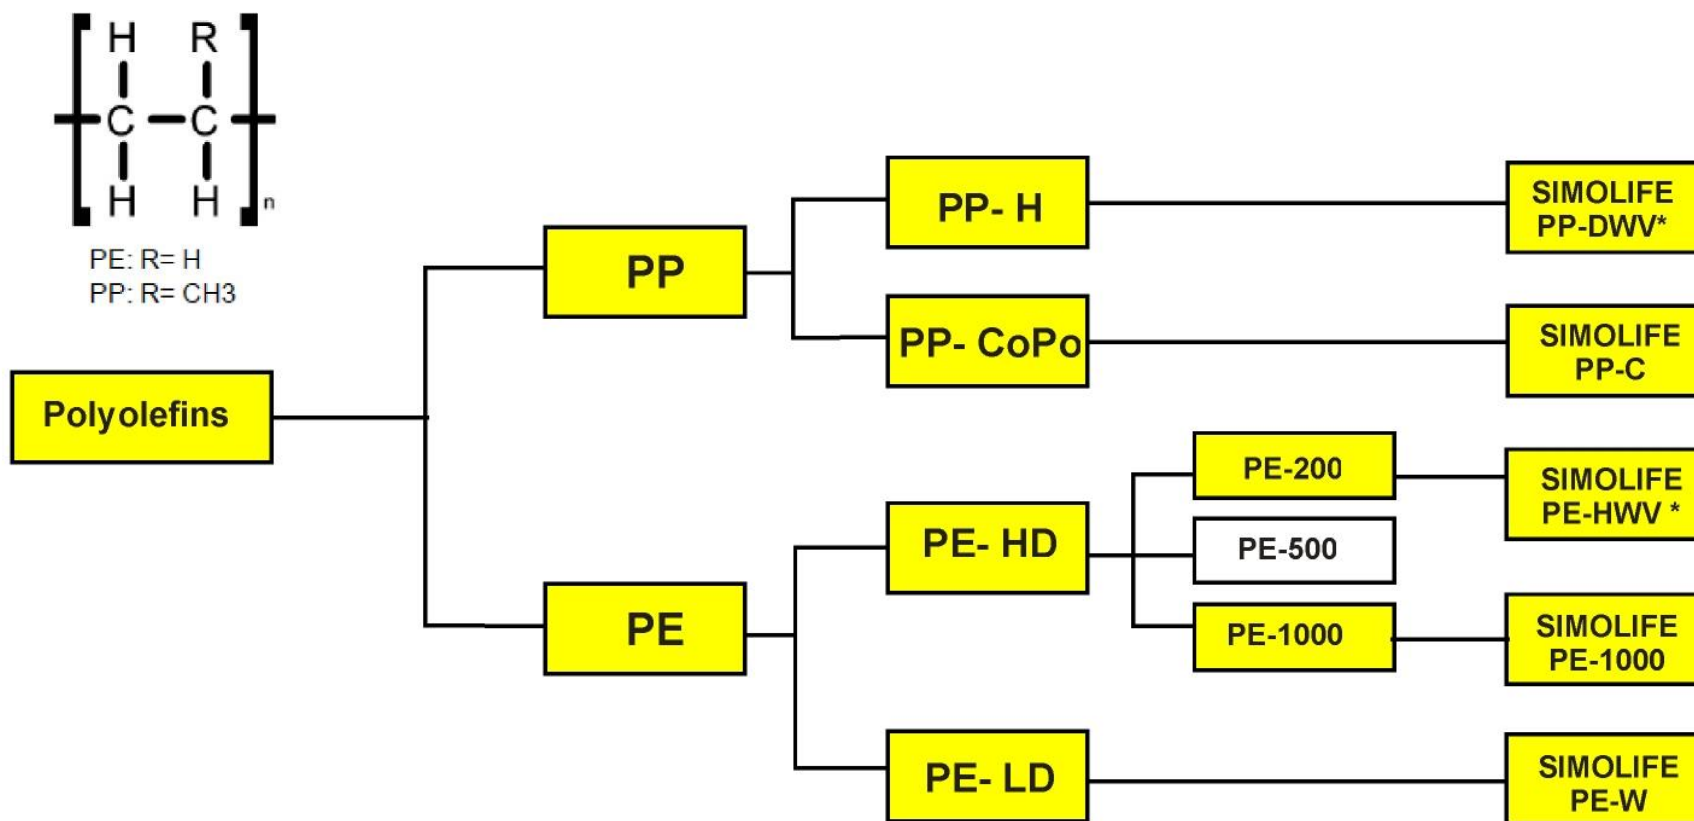 H R
C C
H H
n
PE: R= H
PP: R= CH3
Polyolefins
PP
PE
PP- H
PP- CoPo
PE- HD
PE- LD
PE-200
PE-500
PE-1000
SIMOLIFE
PP-DWV*
SIMOLIFE
PP-C
SIMOLIFE
PE-HWV *
SIMOLIFE
PE-1000
SIMOLIFE
PE-W